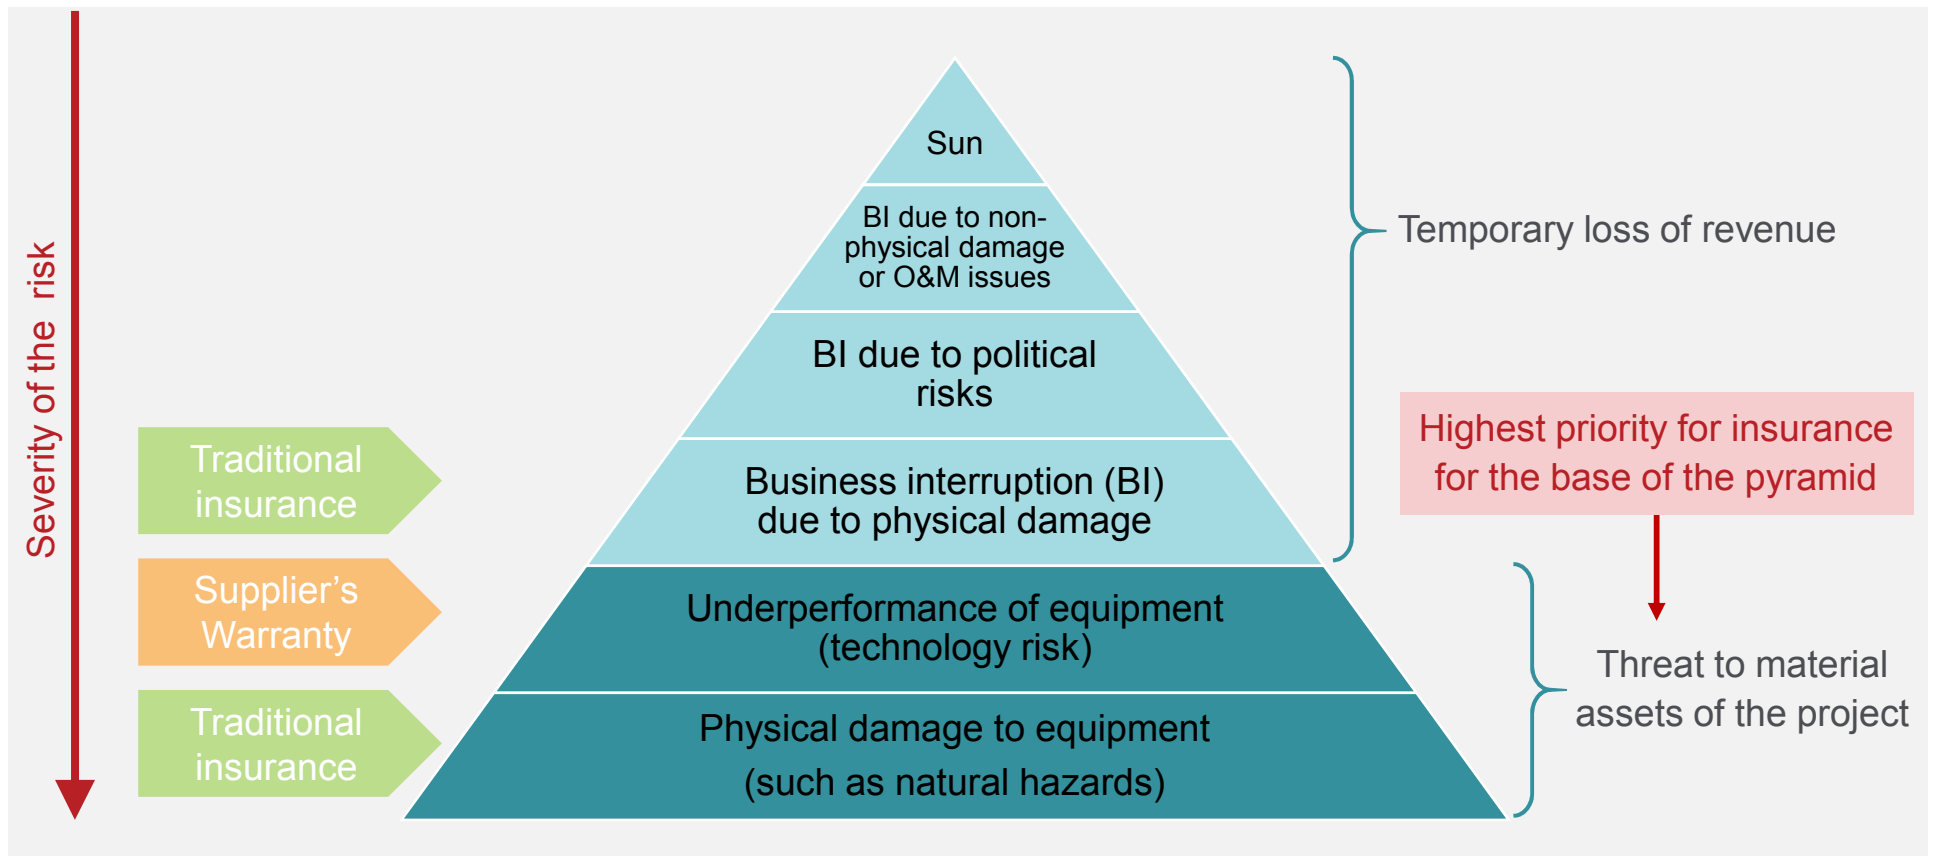 Severity of the risk
Sun
BI due to non-
physical damage
or O&M issues
BI due to political
risks
Business interruption (BI)
due to physical damage
Underperformance of equipment
(technology risk)
Physical damage to equipment
(such as natural hazards)
Traditional
insurance
Supplier’s
Warranty
Traditional
insurance
Temporary loss of revenue
Highest priority for insurance
for the base of the pyramid
Threat to material
assets of the project